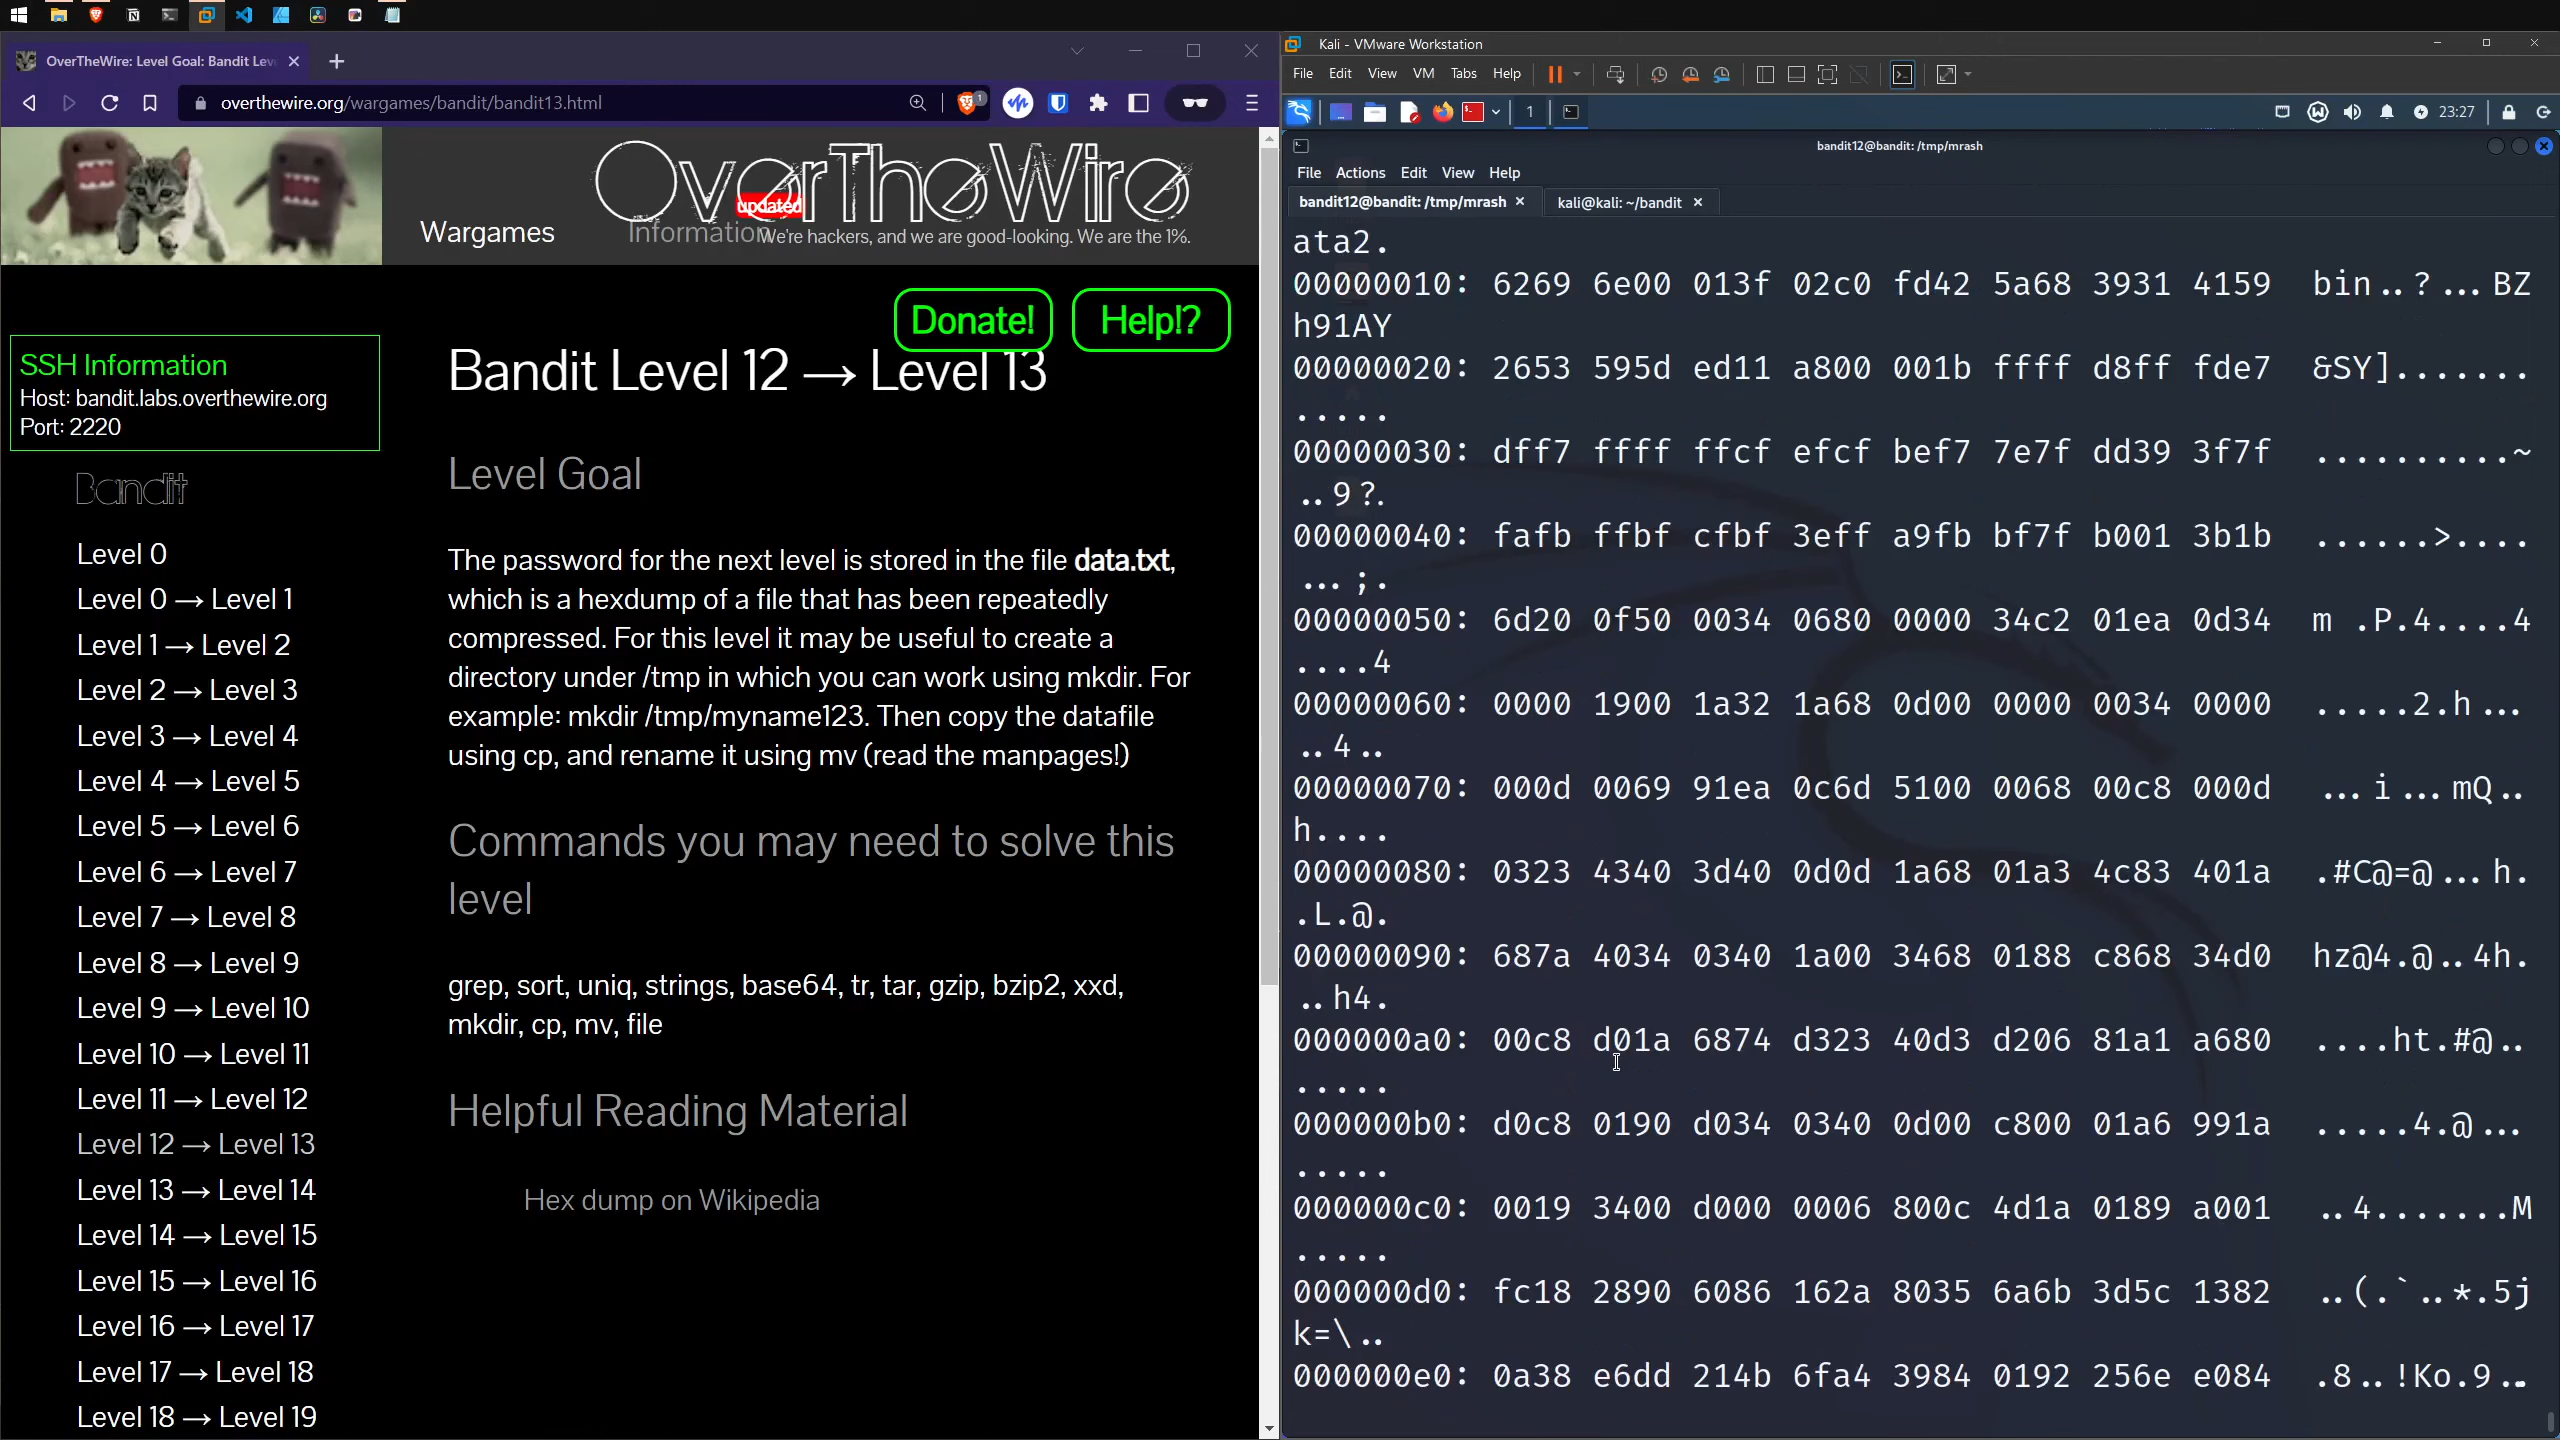 OverTheWire: Level Goal: Bandit Lev
overthewire.org/wargames/bandit/bandit13.html
1
OverTheWire
updated
Wargames
Information
We're hackers, and we are good-looking. We are the 1%.
Donate!
Help!?
SSH Information
Host: bandit.labs.overthewire.org
Port: 2220
Bandit
Level 0
Level 0 → Level 1
Level 1 → Level 2
Level 2 → Level 3
Level 3 → Level 4
Level 4 → Level 5
Level 5 → Level 6
Level 6 → Level 7
Level 7 → Level 8
Level 8 → Level 9
Level 9 → Level 10
Level 10 → Level 11
Level 11 → Level 12
Level 12 → Level 13
Level 13 → Level 14
Level 14 → Level 15
Level 15 → Level 16
Level 16 → Level 17
Level 17 → Level 18
Level 18 → Level 19
Bandit Level 12 → Level 13
Level Goal
The password for the next level is stored in the file data.txt,
which is a hexdump of a file that has been repeatedly
compressed. For this level it may be useful to create a
directory under /tmp in which you can work using mkdir. For
example: mkdir /tmp/myname123. Then copy the datafile
using cp, and rename it using mv (read the manpages!)
Commands you may need to solve this
level
grep, sort, uniq, strings, base64, tr, tar, gzip, bzip2, xxd,
mkdir, cp, mv, file
Helpful Reading Material
Hex dump on Wikipedia
Kali - VMware Workstation
File Edit View VM Tabs Help
1
23:27
bandit12@bandit: /tmp/mrash
File Actions Edit View Help
bandit12@bandit: /tmp/mrash
kali@kali: ~/bandit
ata2.
00000010: 6269 6e00 013f 02c0 fd42 5a68 3931 4159  bin..?...BZ
h91AY
00000020: 2653 595d ed11 a800 001b ffff d8ff fde7  &SY].......
.....
00000030: dff7 ffff ffcf efcf bef7 7e7f dd39 3f7f  ..........~
..9?.
00000040: fafb ffbf cfbf 3eff a9fb bf7f b001 3b1b  ......>....
...;.
00000050: 6d20 0f50 0034 0680 0000 34c2 01ea 0d34  m .P.4....4
....4
00000060: 0000 1900 1a32 1a68 0d00 0000 0034 0000  .....2.h...
..4..
00000070: 000d 0069 91ea 0c6d 5100 0068 00c8 000d  ...i...mQ..
h....
00000080: 0323 4340 3d40 0d0d 1a68 01a3 4c83 401a  .#C@=@...h.
.L.@.
00000090: 687a 4034 0340 1a00 3468 0188 c868 34d0  hz@4.@..4h.
..h4.
000000a0: 00c8 d01a 6874 d323 40d3 d206 81a1 a680  ....ht.#@..
.....
000000b0: d0c8 0190 d034 0340 0d00 c800 01a6 991a  .....4.@...
.....
000000c0: 0019 3400 d000 0006 800c 4d1a 0189 a001  ..4.......M
.....
000000d0: fc18 2890 6086 162a 8035 6a6b 3d5c 1382  ..(.`..*.5j
k=\..
000000e0: 0a38 e6dd 214b 6fa4 3984 0192 256e e084  .8..!Ko.9..